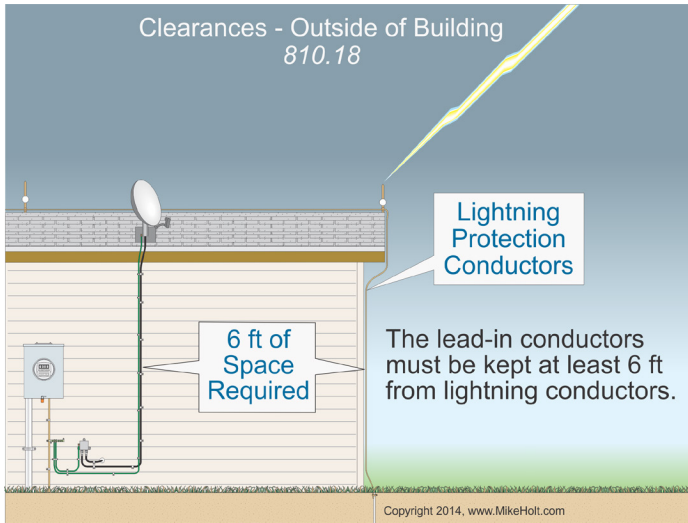 Clearances - Outside of Building
810.18
Lightning
Protection
Conductors
6 ft of
Space
Required
The lead-in conductors
must be kept at least 6 ft
from lightning conductors.
Copyright 2014, www.MikeHolt.com